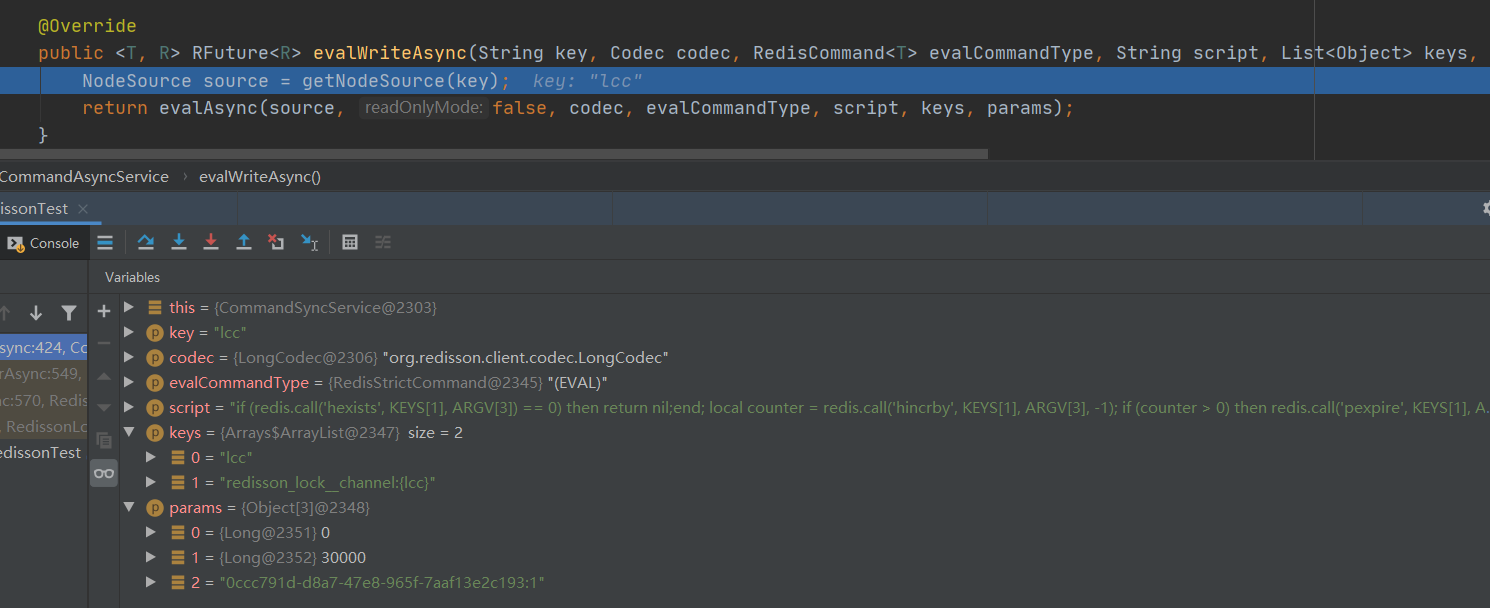 @Override
public <T, R> RFuture<R> evalWriteAsync(String key, Codec codec, RedisCommand<T> evalCommandType, String script, List<Object> keys,
NodeSource source = getNodeSource(key); key: "lcc"
return evalAsync(source, readOnlyMode: false, codec, evalCommandType, script, keys, params);
}
CommandAsyncService › evalWriteAsync()
issonTest ×
Console
Variables
this = {CommandSyncService@2303}
key = "lcc"
sync:424, Co
codec = {LongCodec@2306} "org.redisson.client.codec.LongCodec"
rAsync:549,
evalCommandType = {RedisStrictCommand@2345} "(EVAL)"
nc:570, Redis
script = "if (redis.call('hexists', KEYS[1], ARGV[3]) == 0) then return nil;end; local counter = redis.call('hincrby', KEYS[1], ARGV[3], -1); if (counter > 0) then redis.call('pexpire', KEYS[1], A.
, RedissonLo
keys = {Arrays$ArrayList@2347} size = 2
edissonTest
0 = "lcc"
1 = "redisson_lock__channel:{lcc}"
params = {Object[3]@2348}
0 = {Long@2351} 0
1 = {Long@2352} 30000
2 = "0ccc791d-d8a7-47e8-965f-7aaf13e2c193:1"